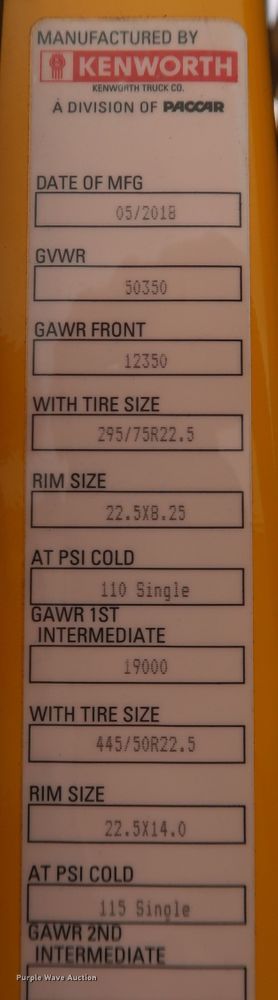 MANUFACTURED BY
KENWORTH
KENWORTH TRUCK CO.
A DIVISION OF PACCAR
DATE OF MFG
05/2018
GVWR
50350
GAWR FRONT
12350
WITH TIRE SIZE
295/75R22.5
RIM SIZE
22.5X8.25
AT PSI COLD
110 Single
GAWR 1ST
INTERMEDIATE
19000
WITH TIRE SIZE
445/50R22.5
RIM SIZE
22.5X14.0
AT PSI COLD
115 Single
GAWR 2ND
INTERMEDIATE
Purple Wave Auction